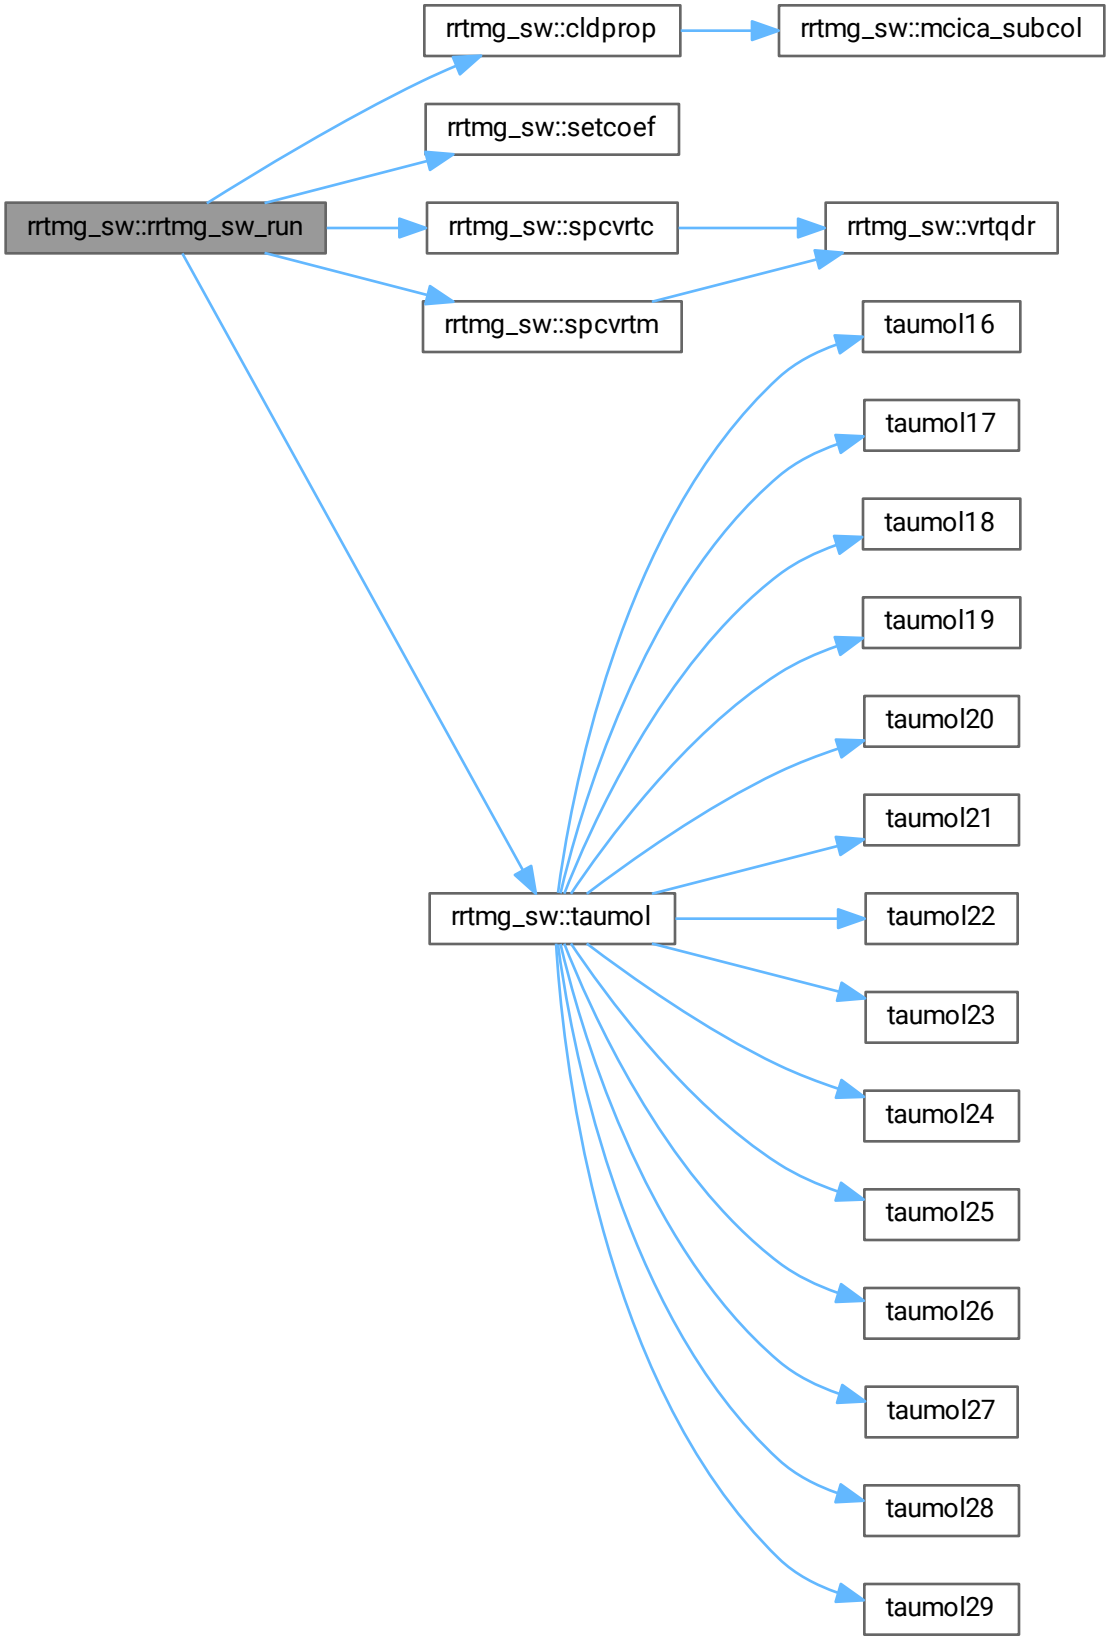 rrtmg_sw::cldprop
rrtmg_sw::mcica_subcol
rrtmg_sw::setcoef
rrtmg_sw::rrtmg_sw_run
rrtmg_sw::spcvrtc
rrtmg_sw::vrtqdr
rrtmg_sw::spcvrtm
taumol16
taumol17
taumol18
taumol19
taumol20
taumol21
rrtmg_sw::taumol
taumol22
taumol23
taumol24
taumol25
taumol26
taumol27
taumol28
taumol29